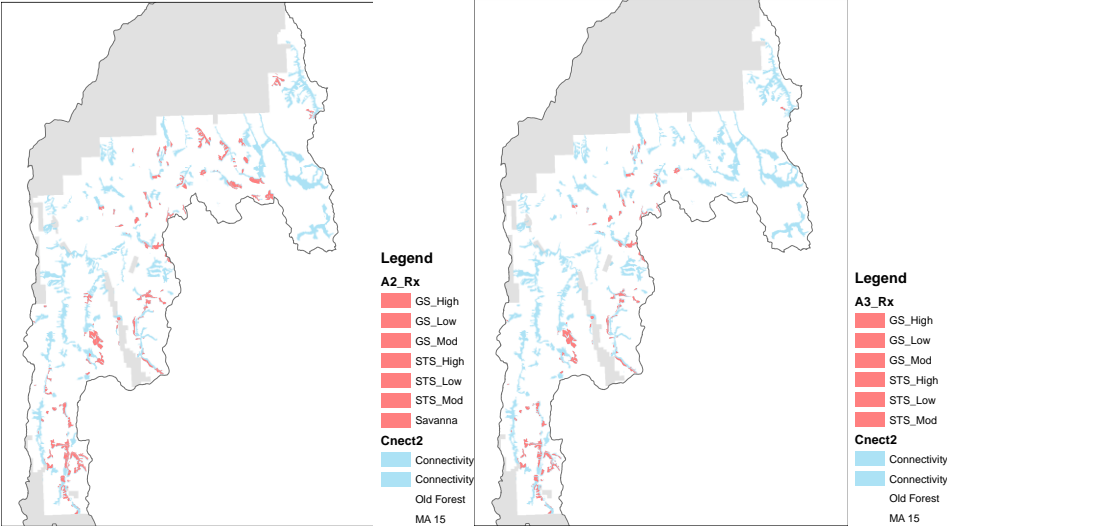 Legend
A2_Rx
GS_High
GS_Low
GS_Mod
STS_High
STS_Low
STS_Mod
Savanna
Cnect2
Connectivity
Connectivity
Old Forest
MA 15
Legend
A3_Rx
GS_High
GS_Low
GS_Mod
STS_High
STS_Low
STS_Mod
Cnect2
Connectivity
Connectivity
Old Forest
MA 15